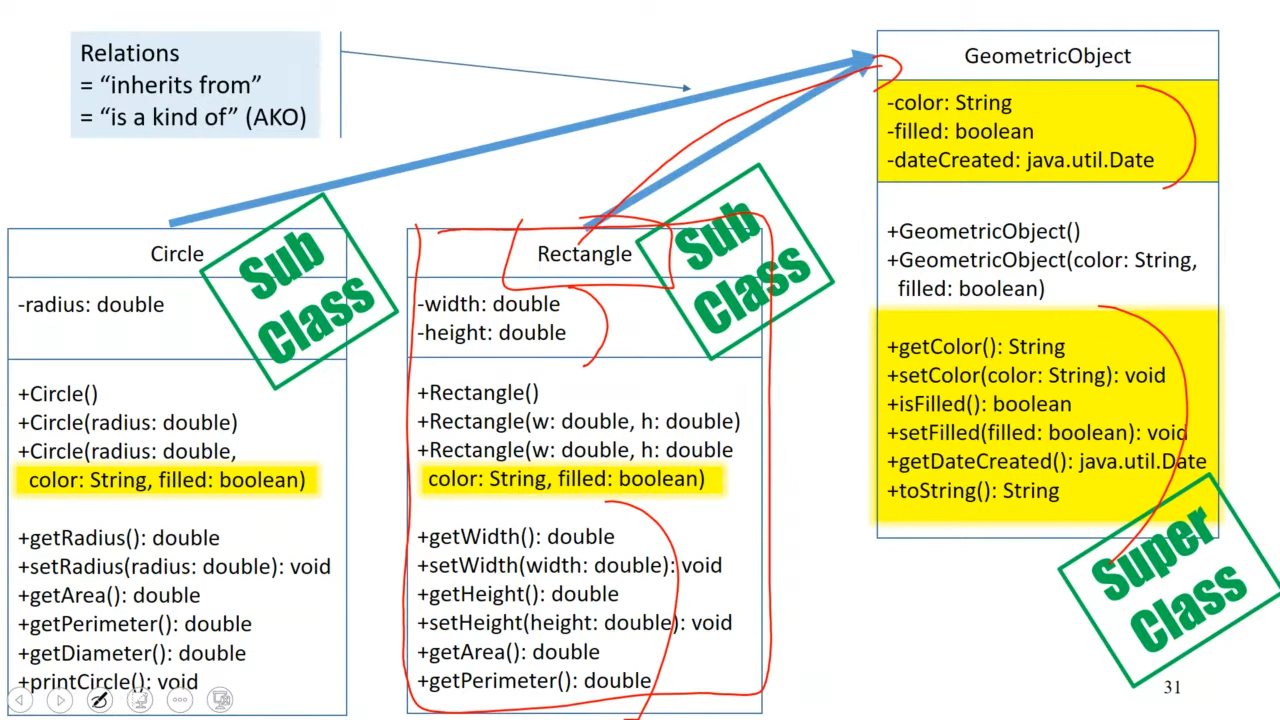 Relations
= “inherits from”
= “is a kind of” (AKO)
GeometricObject
-color: String
-filled: boolean
-dateCreated: java.util.Date
+GeometricObject()
+GeometricObject(color: String,
filled: boolean)
+getColor(): String
+setColor(color: String): void
+isFilled(): boolean
+setFilled(filled: boolean): void
+getDateCreated(): java.util.Date
+toString(): String
Super
Class
Circle
Sub
Class
-radius: double
+Circle()
+Circle(radius: double)
+Circle(radius: double,
color: String, filled: boolean)
+getRadius(): double
+setRadius(radius: double): void
+getArea(): double
+getPerimeter(): double
+getDiameter(): double
+printCircle(): void
Rectangle
Sub
Class
-width: double
-height: double
+Rectangle()
+Rectangle(w: double, h: double)
+Rectangle(w: double, h: double
color: String, filled: boolean)
+getWidth(): double
+setWidth(width: double): void
+getHeight(): double
+setHeight(height: double): void
+getArea(): double
+getPerimeter(): double
31